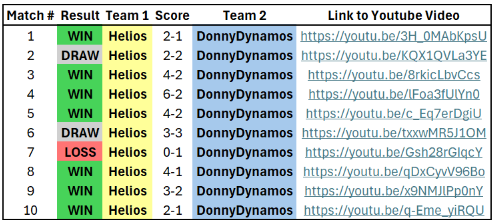 Match # Result Team 1 Score Team 2 Link to Youtube Video
1 WIN Helios 2-1 DonnyDynamos https://youtu.be/3H_0MAbKpsU
2 DRAW Helios 2-2 DonnyDynamos https://youtu.be/KQX1QVLa3YE
3 WIN Helios 4-2 DonnyDynamos https://youtu.be/8rkicLbvCcs
4 WIN Helios 6-2 DonnyDynamos https://youtu.be/lFoa3fUlYn0
5 WIN Helios 4-2 DonnyDynamos https://youtu.be/c_Eq7erDgiU
6 DRAW Helios 3-3 DonnyDynamos https://youtu.be/txxwMR5J1OM
7 LOSS Helios 0-1 DonnyDynamos https://youtu.be/Gsh28rGlqcY
8 WIN Helios 4-1 DonnyDynamos https://youtu.be/qDxCyvV96Bo
9 WIN Helios 3-2 DonnyDynamos https://youtu.be/x9NMJlPp0nY
10 WIN Helios 2-1 DonnyDynamos https://youtu.be/q-Eme_yiRQU